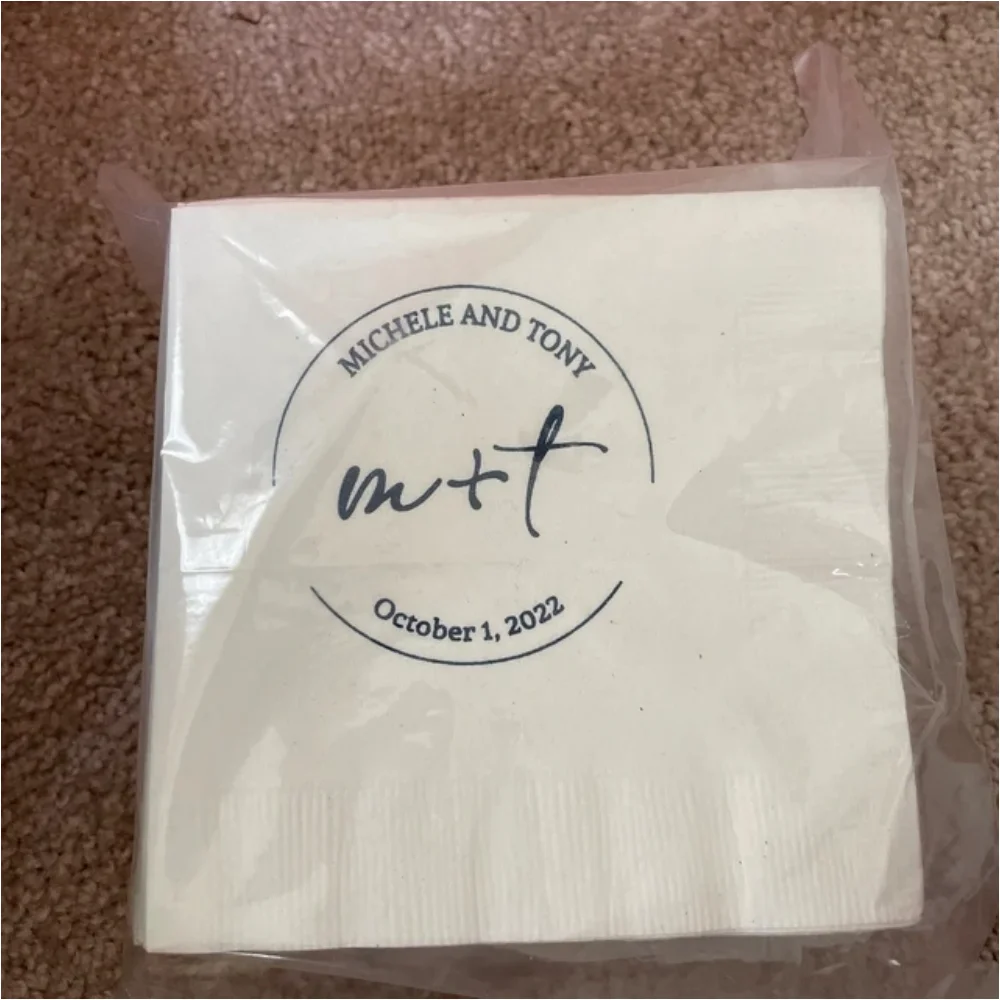 MICHELE AND TONY
m+t
October 1, 2022